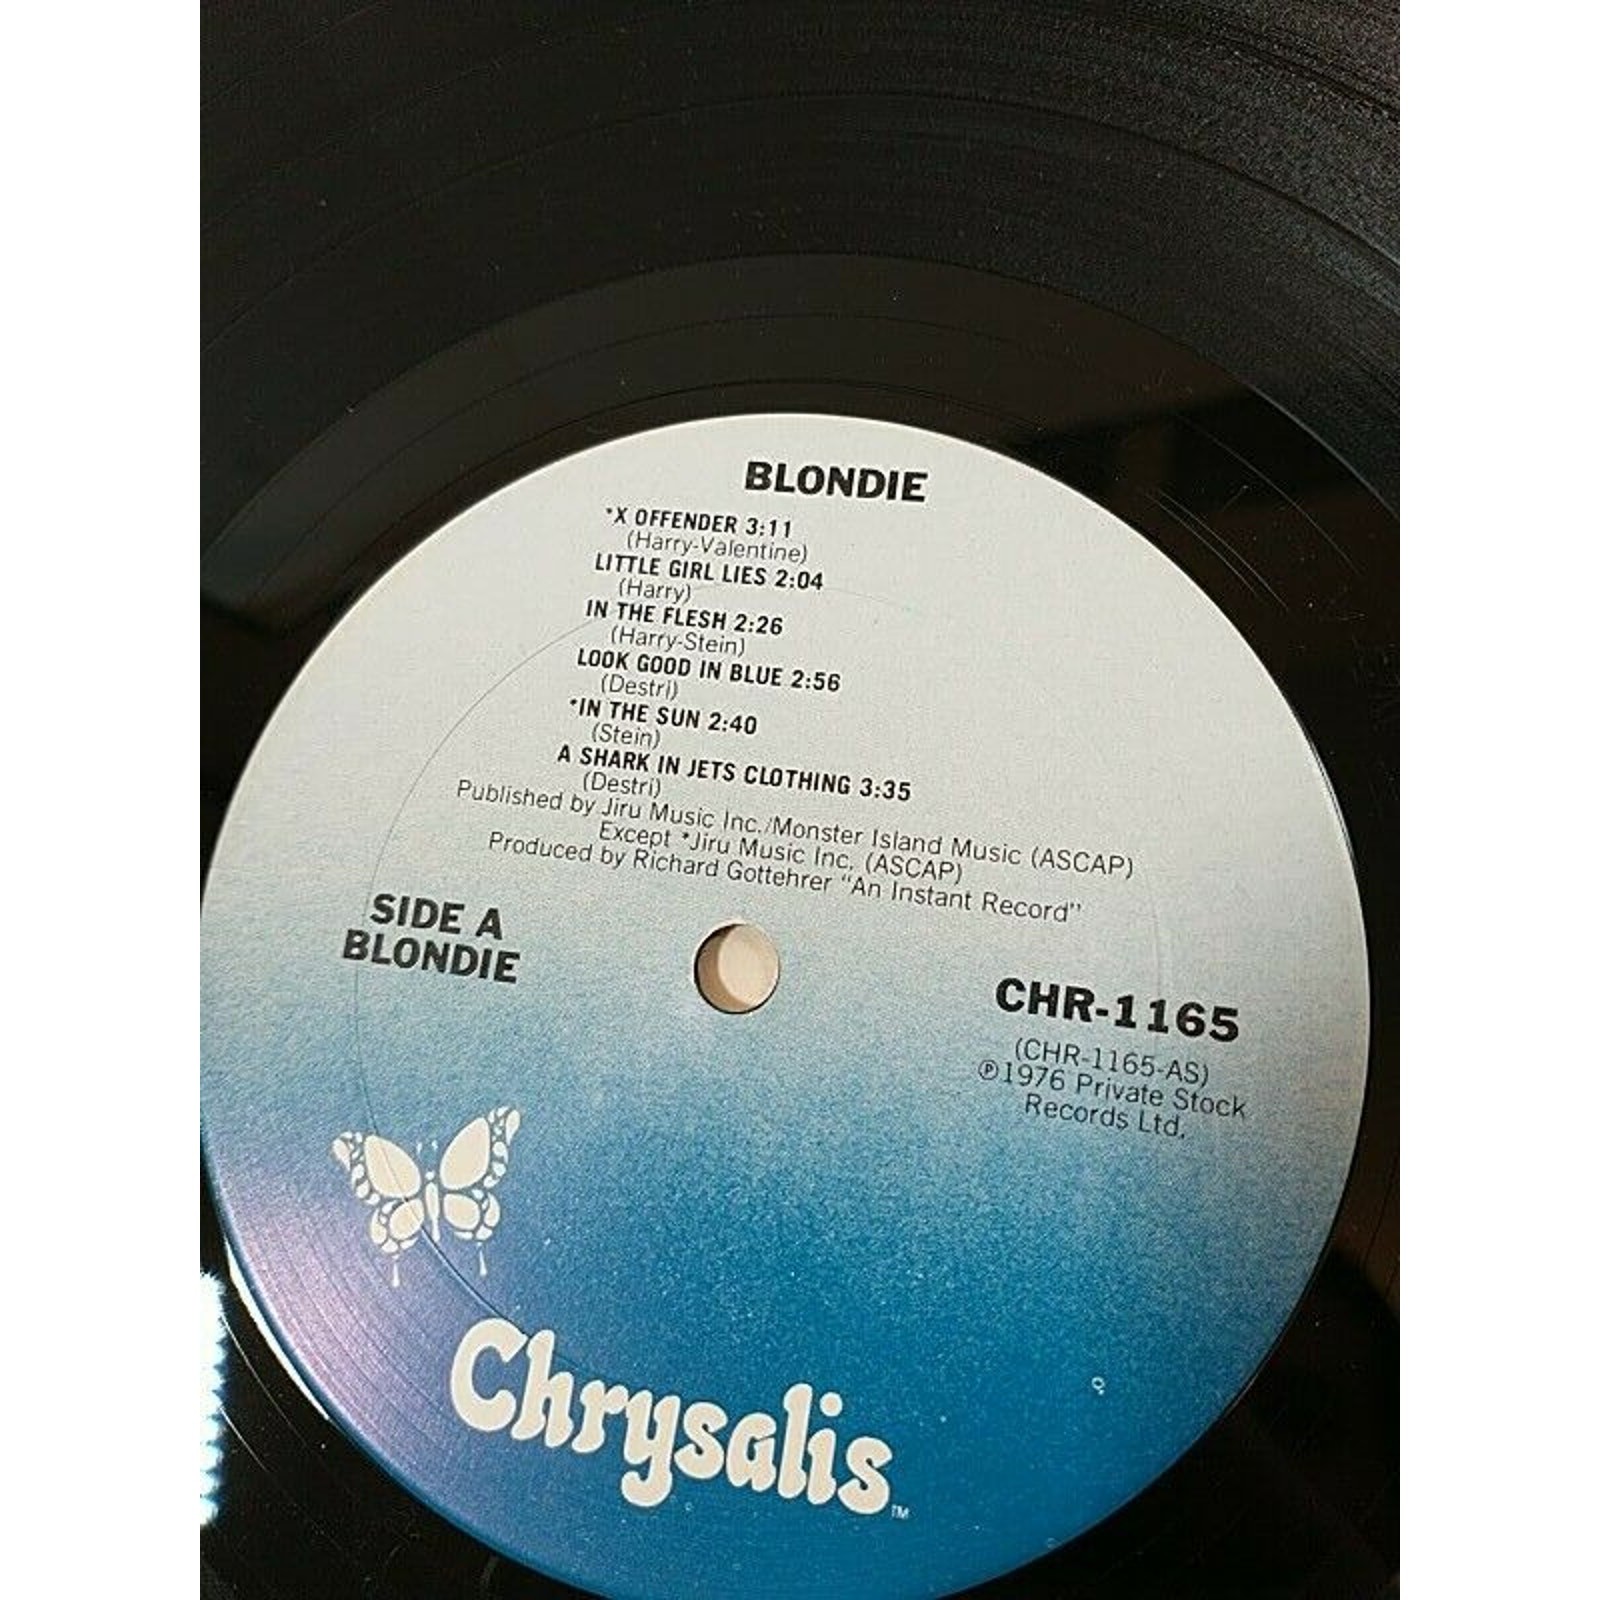 BLONDIE
*X OFFENDER 3:11
(Harry-Valentine)
LITTLE GIRL LIES 2:04
(Harry)
IN THE FLESH 2:26
(Harry-Stein)
LOOK GOOD IN BLUE 2:56
(Destri)
*IN THE SUN 2:40
(Stein)
A SHARK IN JETS CLOTHING 3:35
(Destri)
Published by Jiru Music Inc./Monster Island Music (ASCAP)
Except *Jiru Music Inc. (ASCAP)
Produced by Richard Gottehrer "An Instant Record"
SIDE A
BLONDIE
CHR-1165
(CHR-1165-AS)
℗1976 Private Stock
Records Ltd.
Chrysalis™